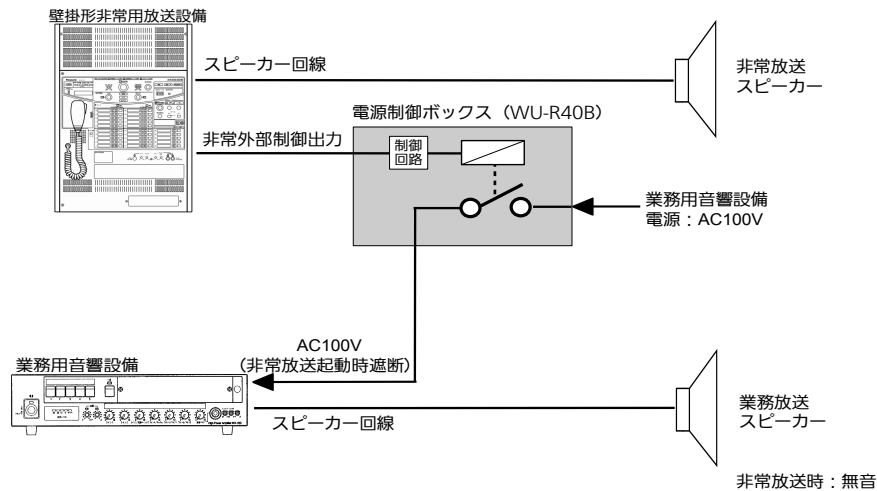 壁掛形非常用放送設備
スピーカー回線
非常放送
スピーカー
電源制御ボックス（WU-R40B）
非常外部制御出力
制御
回路
業務用音響設備
電源：AC100V
AC100V
（非常放送起動時遮断）
業務用音響設備
スピーカー回線
業務放送
スピーカー
非常放送時：無音